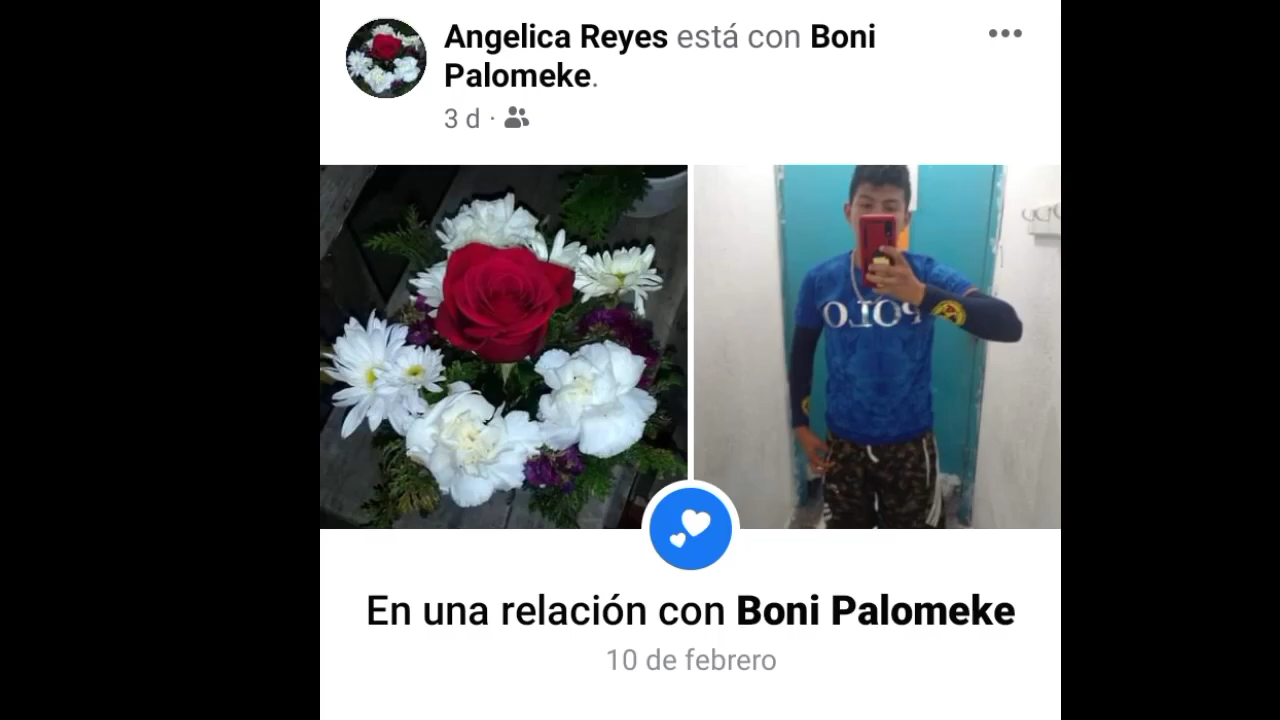 Angelica Reyes está con Boni
Palomeke.
3 d ·
POLO
En una relación con Boni Palomeke
10 de febrero